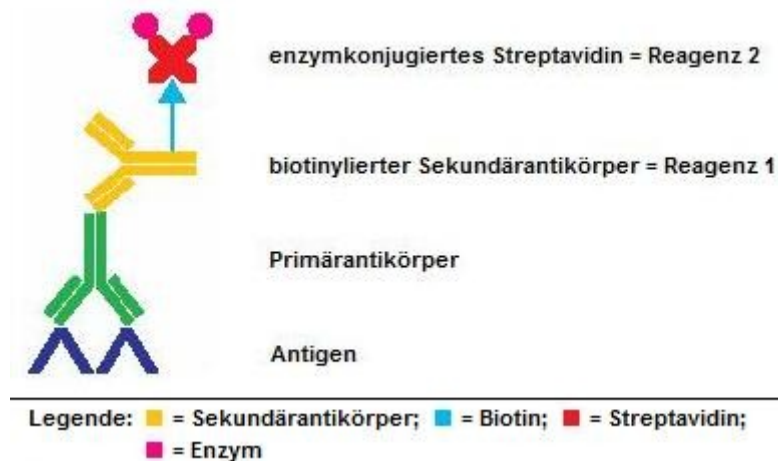 enzymkonjugiertes Streptavidin = Reagenz 2
biotinylierter Sekundärantikörper = Reagenz 1
Primärantikörper
Antigen
Legende: = Sekundärantikörper; = Biotin; = Streptavidin;
= Enzym